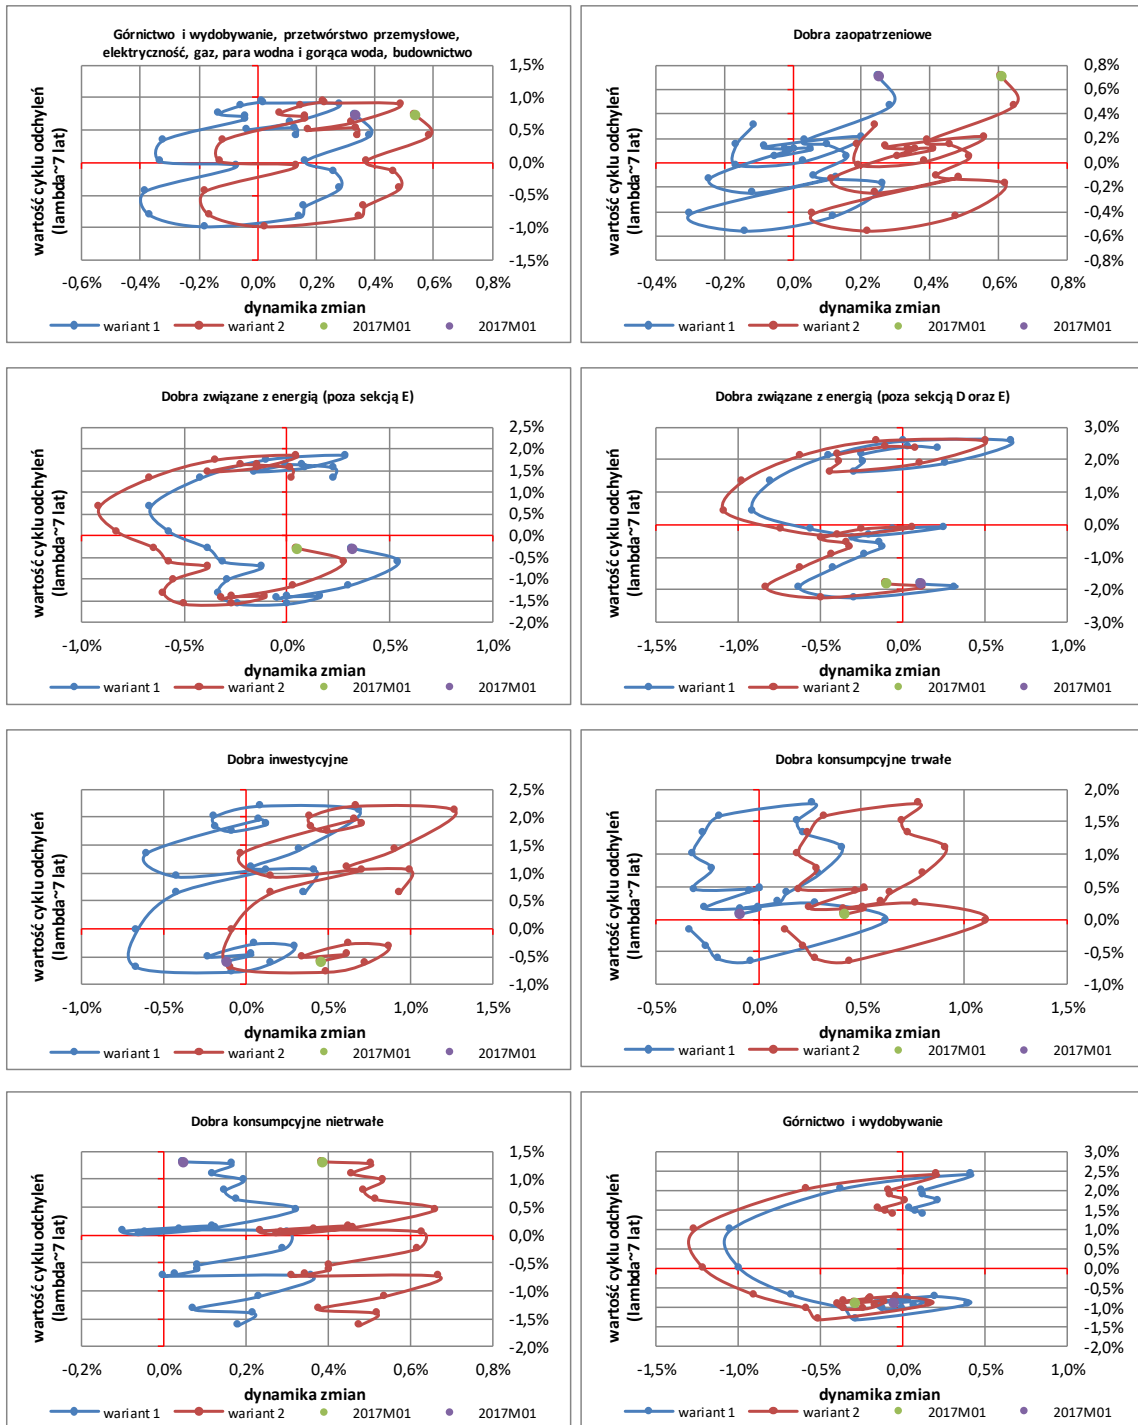 Górnictwo i wydobywanie, przetwórstwo przemysłowe,
elektryczność, gaz, para wodna i gorąca woda, budownictwo
1,5%
1,0%
0,5%
0,0%
-0,5%
-1,0%
-1,5%
wartość cyklu odchyleń
(lambda~7 lat)
-0,6% -0,4% -0,2% 0,0% 0,2% 0,4% 0,6% 0,8%
dynamika zmian
wariant 1 wariant 2 2017M01 2017M01
Dobra zaopatrzeniowe
0,8%
0,6%
0,4%
0,2%
0,0%
-0,2%
-0,4%
-0,6%
-0,8%
wartość cyklu odchyleń
(lambda~7 lat)
-0,4% -0,2% 0,0% 0,2% 0,4% 0,6% 0,8%
dynamika zmian
wariant 1 wariant 2 2017M01 2017M01
Dobra związane z energią (poza sekcją E)
2,5%
2,0%
1,5%
1,0%
0,5%
0,0%
-0,5%
-1,0%
-1,5%
-2,0%
wartość cyklu odchyleń
(lambda~7 lat)
-1,0% -0,5% 0,0% 0,5% 1,0%
dynamika zmian
wariant 1 wariant 2 2017M01 2017M01
Dobra związane z energią (poza sekcją D oraz E)
3,0%
2,0%
1,0%
0,0%
-1,0%
-2,0%
-3,0%
wartość cyklu odchyleń
(lambda~7 lat)
-1,5% -1,0% -0,5% 0,0% 0,5% 1,0%
dynamika zmian
wariant 1 wariant 2 2017M01 2017M01
Dobra inwestycyjne
2,5%
2,0%
1,5%
1,0%
0,5%
0,0%
-0,5%
-1,0%
wartość cyklu odchyleń
(lambda~7 lat)
-1,0% -0,5% 0,0% 0,5% 1,0% 1,5%
dynamika zmian
wariant 1 wariant 2 2017M01 2017M01
Dobra konsumpcyjne trwałe
2,0%
1,5%
1,0%
0,5%
0,0%
-0,5%
-1,0%
wartość cyklu odchyleń
(lambda~7 lat)
-0,5% 0,0% 0,5% 1,0% 1,5%
dynamika zmian
wariant 1 wariant 2 2017M01 2017M01
Dobra konsumpcyjne nietrwałe
1,5%
1,0%
0,5%
0,0%
-0,5%
-1,0%
-1,5%
-2,0%
wartość cyklu odchyleń
(lambda~7 lat)
-0,2% 0,0% 0,2% 0,4% 0,6% 0,8%
dynamika zmian
wariant 1 wariant 2 2017M01 2017M01
Górnictwo i wydobywanie
3,0%
2,5%
2,0%
1,5%
1,0%
0,5%
0,0%
-0,5%
-1,0%
-1,5%
-2,0%
wartość cyklu odchyleń
(lambda~7 lat)
-1,5% -1,0% -0,5% 0,0% 0,5% 1,0%
dynamika zmian
wariant 1 wariant 2 2017M01 2017M01